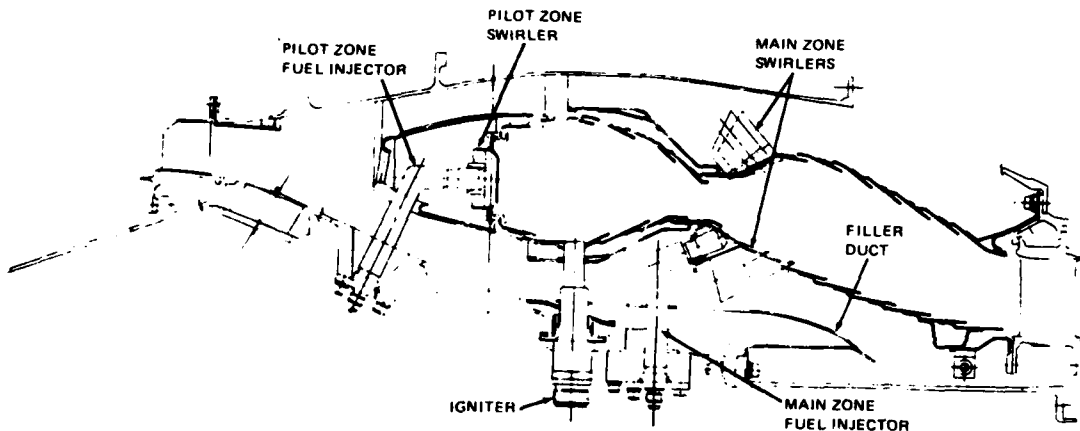 PILOT ZONE
SWIRLER
PILOT ZONE
FUEL INJECTOR
MAIN ZONE
SWIRLERS
FILLER
DUCT
IGNITER
MAIN ZONE
FUEL INJECTOR